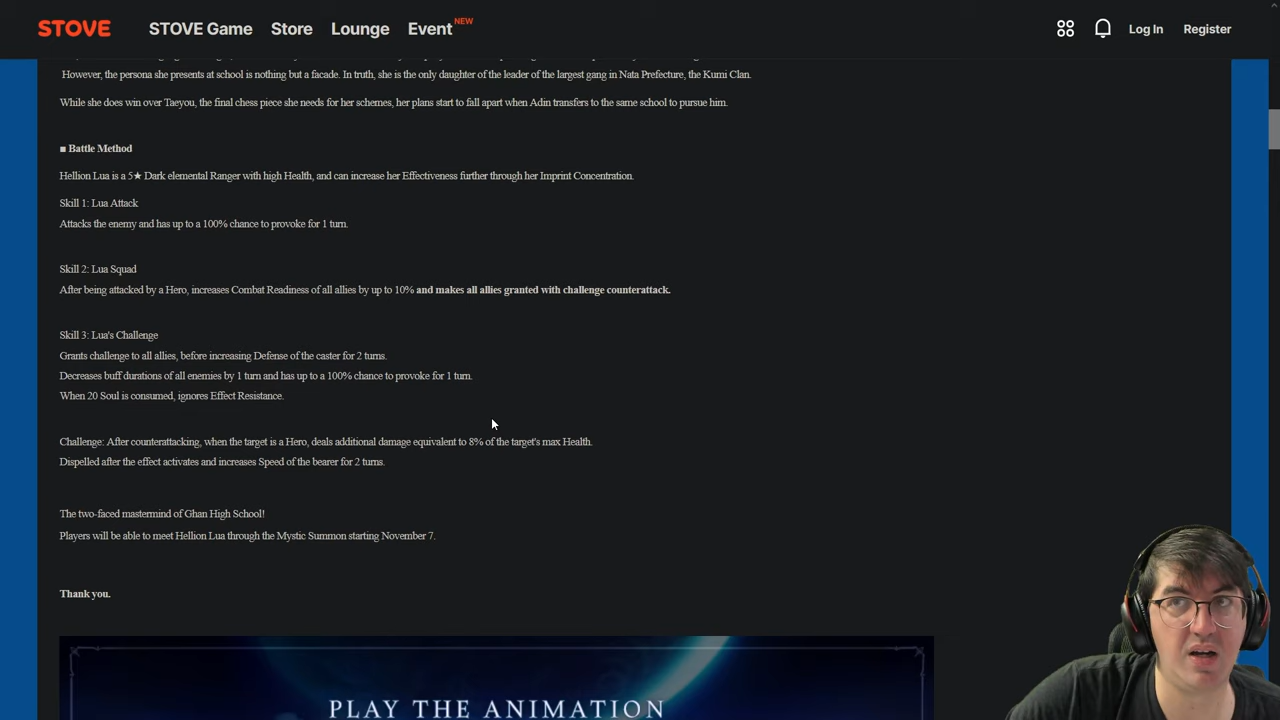 STOVE STOVE Game Store Lounge Event NEW Log In Register
However, the persona she presents at school is nothing but a facade. In truth, she is the only daughter of the leader of the largest gang in Nata Prefecture, the Kumi Clan.
While she does win over Taeyou, the final chess piece she needs for her schemes, her plans start to fall apart when Adin transfers to the same school to pursue him.
■ Battle Method
Hellion Lua is a 5★ Dark elemental Ranger with high Health, and can increase her Effectiveness further through her Imprint Concentration.
Skill 1: Lua Attack
Attacks the enemy and has up to a 100% chance to provoke for 1 turn.
Skill 2: Lua Squad
After being attacked by a Hero, increases Combat Readiness of all allies by up to 10% and makes all allies granted with challenge counterattack.
Skill 3: Lua's Challenge
Grants challenge to all allies, before increasing Defense of the caster for 2 turns.
Decreases buff durations of all enemies by 1 turn and has up to a 100% chance to provoke for 1 turn.
When 20 Soul is consumed, ignores Effect Resistance.
Challenge: After counterattacking, when the target is a Hero, deals additional damage equivalent to 8% of the target's max Health.
Dispelled after the effect activates and increases Speed of the bearer for 2 turns.
The two-faced mastermind of Ghan High School!
Players will be able to meet Hellion Lua through the Mystic Summon starting November 7.
Thank you.
PLAY THE ANIMATION